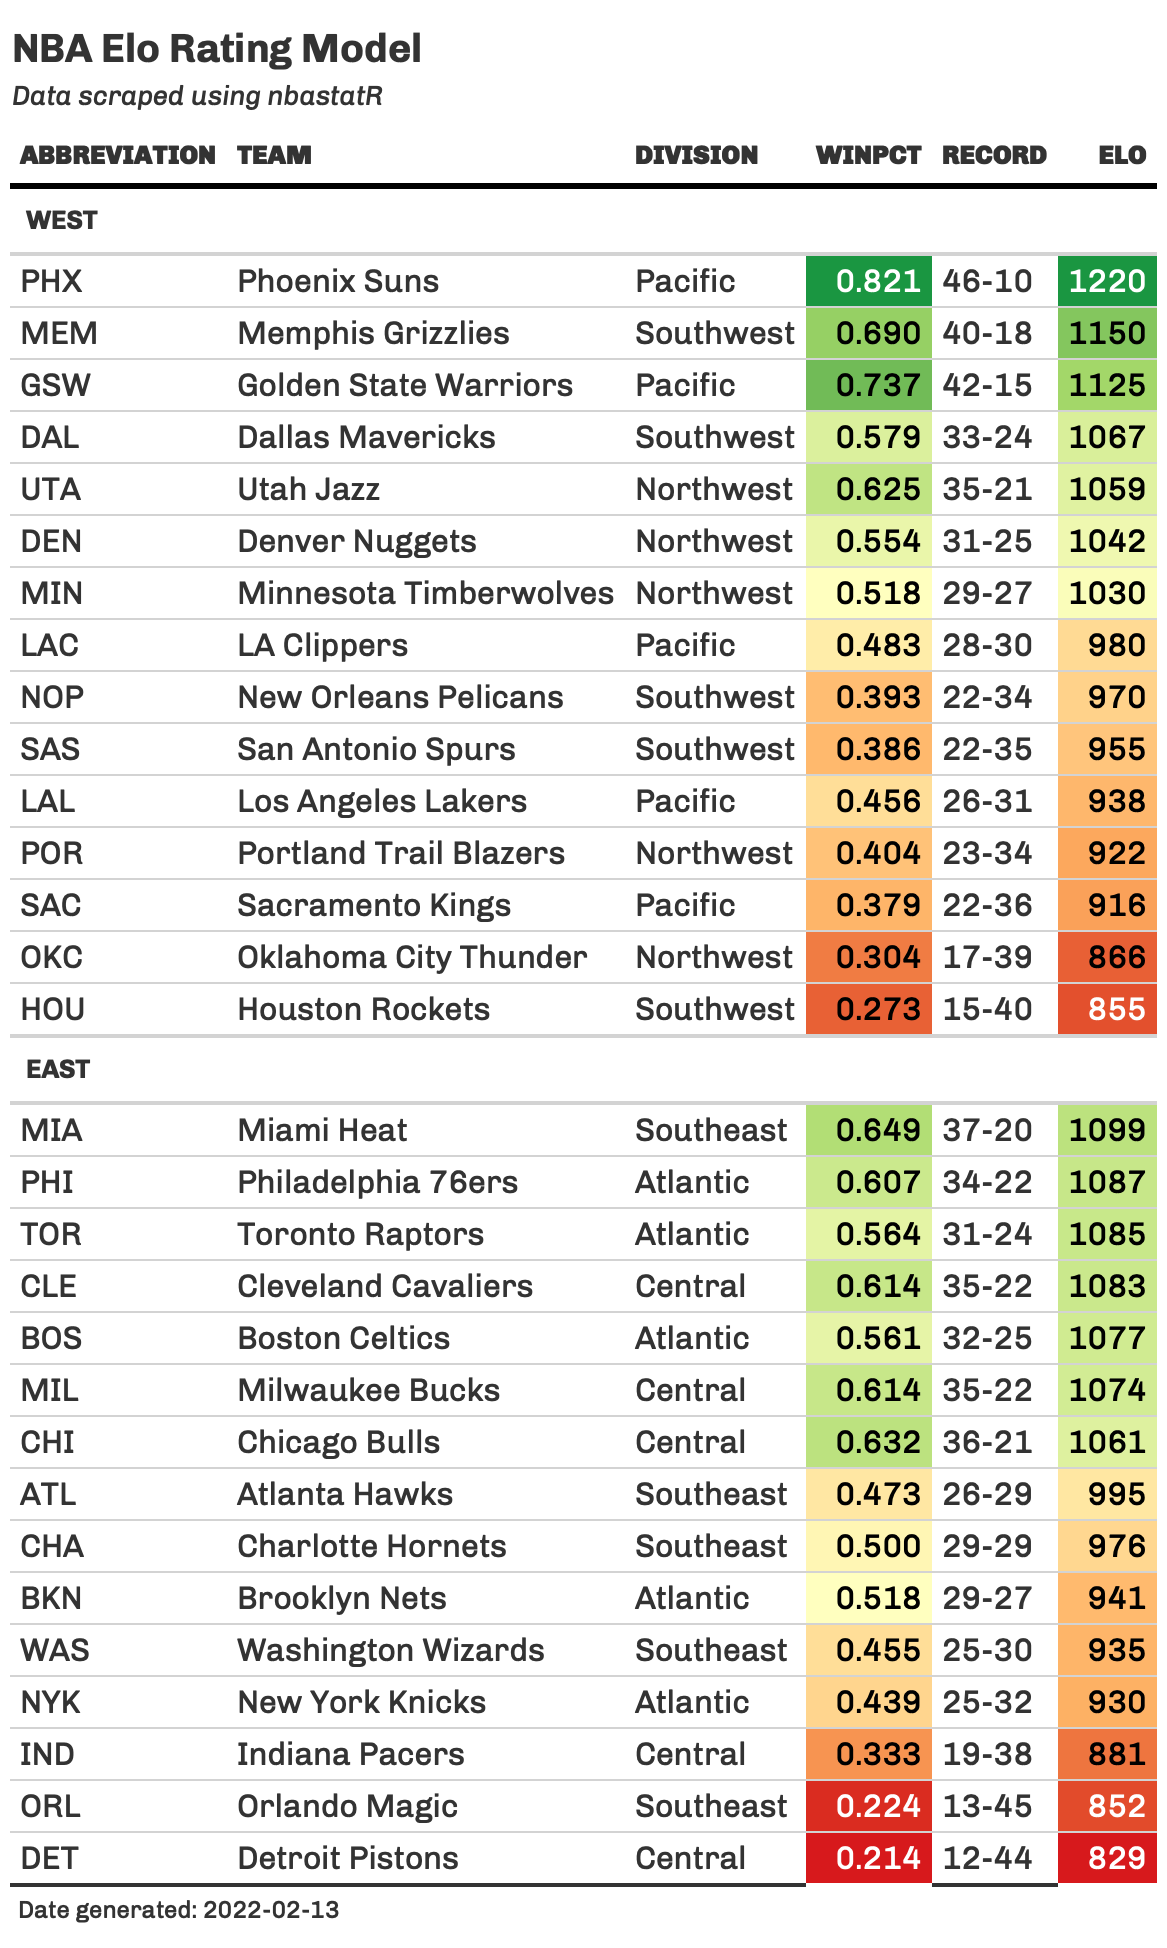 NBA Elo Rating Model
Data scraped using nbastatR
ABBREVIATION TEAM DIVISION WINPCT RECORD ELO
WEST
PHX Phoenix Suns Pacific 0.821 46-10 1220
MEM Memphis Grizzlies Southwest 0.690 40-18 1150
GSW Golden State Warriors Pacific 0.737 42-15 1125
DAL Dallas Mavericks Southwest 0.579 33-24 1067
UTA Utah Jazz Northwest 0.625 35-21 1059
DEN Denver Nuggets Northwest 0.554 31-25 1042
MIN Minnesota Timberwolves Northwest 0.518 29-27 1030
LAC LA Clippers Pacific 0.483 28-30 980
NOP New Orleans Pelicans Southwest 0.393 22-34 970
SAS San Antonio Spurs Southwest 0.386 22-35 955
LAL Los Angeles Lakers Pacific 0.456 26-31 938
POR Portland Trail Blazers Northwest 0.404 23-34 922
SAC Sacramento Kings Pacific 0.379 22-36 916
OKC Oklahoma City Thunder Northwest 0.304 17-39 866
HOU Houston Rockets Southwest 0.273 15-40 855
EAST
MIA Miami Heat Southeast 0.649 37-20 1099
PHI Philadelphia 76ers Atlantic 0.607 34-22 1087
TOR Toronto Raptors Atlantic 0.564 31-24 1085
CLE Cleveland Cavaliers Central 0.614 35-22 1083
BOS Boston Celtics Atlantic 0.561 32-25 1077
MIL Milwaukee Bucks Central 0.614 35-22 1074
CHI Chicago Bulls Central 0.632 36-21 1061
ATL Atlanta Hawks Southeast 0.473 26-29 995
CHA Charlotte Hornets Southeast 0.500 29-29 976
BKN Brooklyn Nets Atlantic 0.518 29-27 941
WAS Washington Wizards Southeast 0.455 25-30 935
NYK New York Knicks Atlantic 0.439 25-32 930
IND Indiana Pacers Central 0.333 19-38 881
ORL Orlando Magic Southeast 0.224 13-45 852
DET Detroit Pistons Central 0.214 12-44 829
Date generated: 2022-02-13